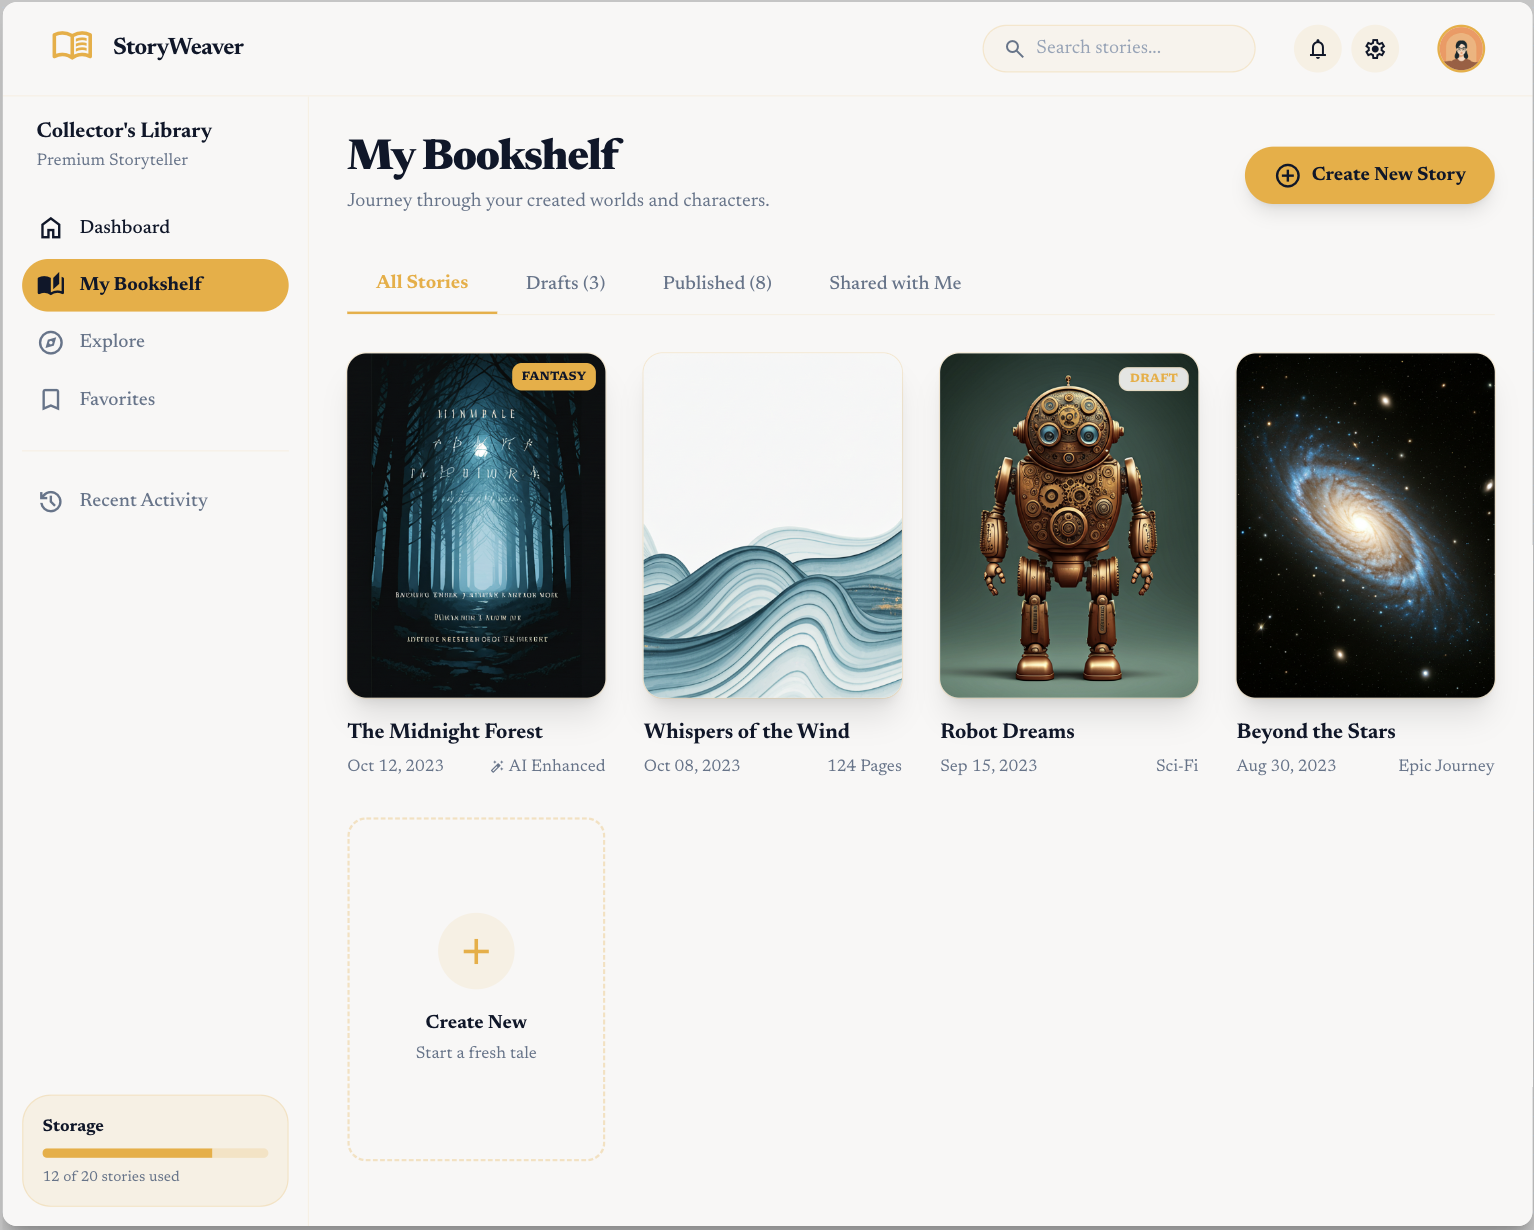 StoryWeaver
Search stories...
Collector's Library
Premium Storyteller
Dashboard
My Bookshelf
Explore
Favorites
Recent Activity
Storage
12 of 20 stories used
My Bookshelf
Journey through your created worlds and characters.
Create New Story
All Stories
Drafts (3)
Published (8)
Shared with Me
FANTASY
The Midnight Forest
Oct 12, 2023
AI Enhanced
Whispers of the Wind
Oct 08, 2023
124 Pages
DRAFT
Robot Dreams
Sep 15, 2023
Sci-Fi
Beyond the Stars
Aug 30, 2023
Epic Journey
Create New
Start a fresh tale